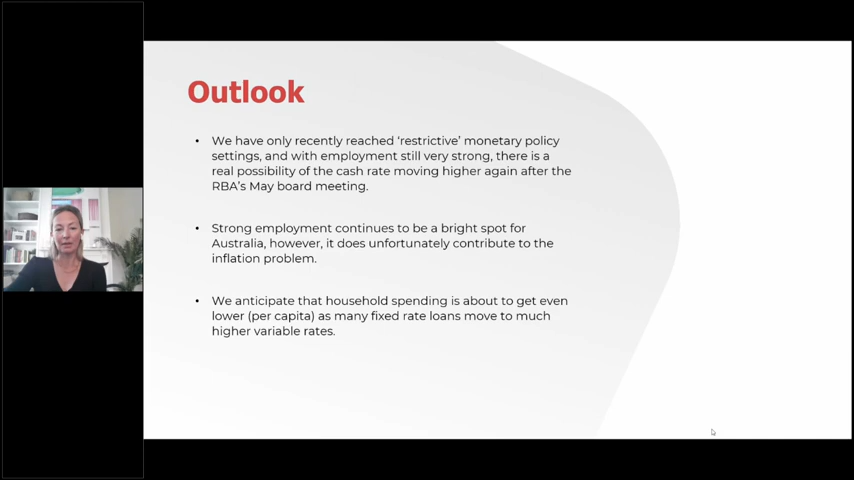 Outlook
• We have only recently reached ‘restrictive’ monetary policy
settings, and with employment still very strong, there is a
real possibility of the cash rate moving higher again after the
RBA’s May board meeting.
• Strong employment continues to be a bright spot for
Australia, however, it does unfortunately contribute to the
inflation problem.
• We anticipate that household spending is about to get even
lower (per capita) as many fixed rate loans move to much
higher variable rates.